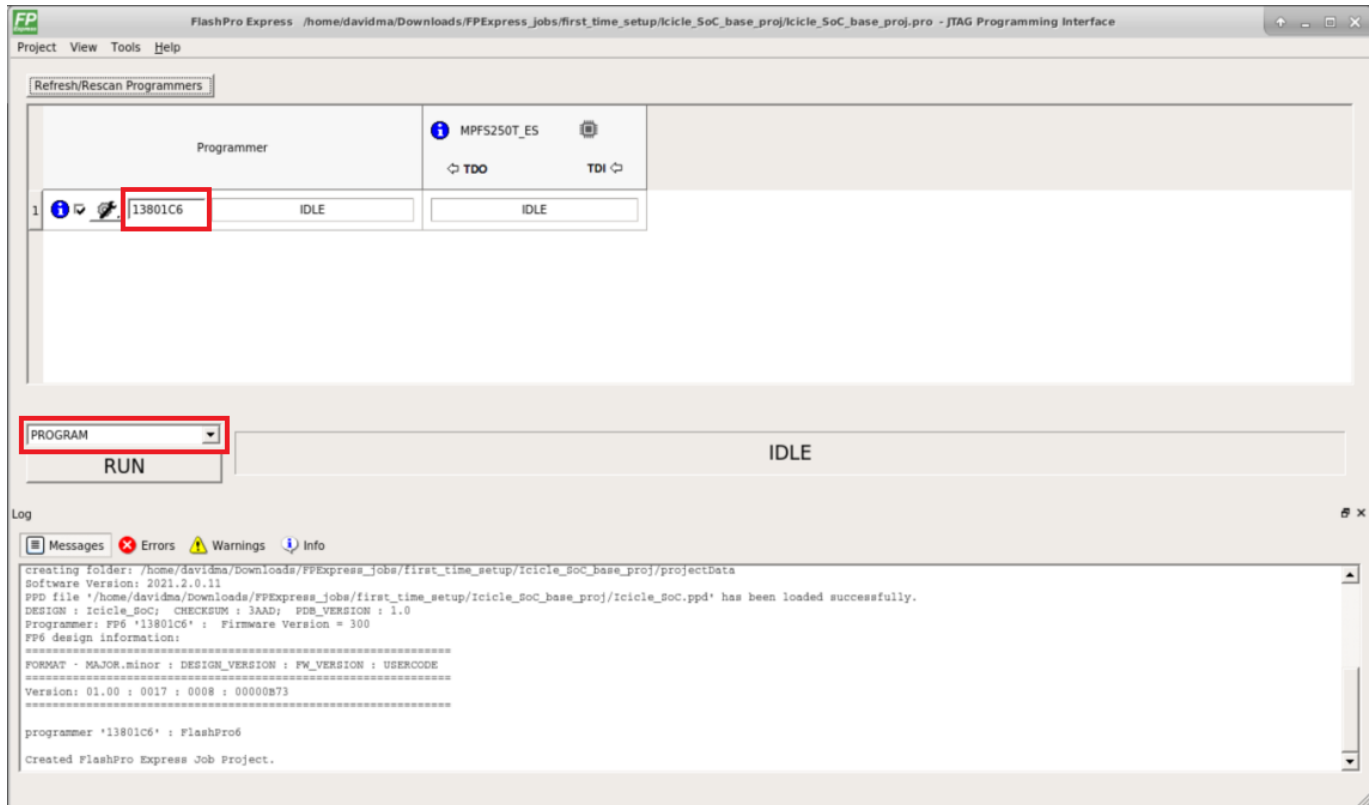 FP
Express
FlashPro Express /home/davidma/Downloads/FPExpress_jobs/first_time_setup/Icicle_SoC_base_proj/Icicle_SoC_base_proj.pro - JTAG Programming Interface
Project View Tools Help
Refresh/Rescan Programmers
Programmer
MPFS250T_ES
TDO TDI
1 13801C6 IDLE IDLE
PROGRAM
RUN
IDLE
Log
Messages Errors Warnings Info
creating folder: /home/davidma/Downloads/FPExpress_jobs/first_time_setup/Icicle_SoC_base_proj/projectData
Software Version: 2021.2.0.11
PPD file '/home/davidma/Downloads/FPExpress_jobs/first_time_setup/Icicle_SoC_base_proj/Icicle_SoC.ppd' has been loaded successfully.
DESIGN : Icicle_SoC; CHECKSUM : 3AAD; PDB_VERSION : 1.0
Programmer: FP6 '13801C6' : Firmware Version = 300
FP6 design information:
===============================================================
FORMAT - MAJOR.minor : DESIGN_VERSION : FW_VERSION : USERCODE
===============================================================
Version: 01.00 : 0017 : 0008 : 00000B73
===============================================================
programmer '13801C6' : FlashPro6
Created FlashPro Express Job Project.